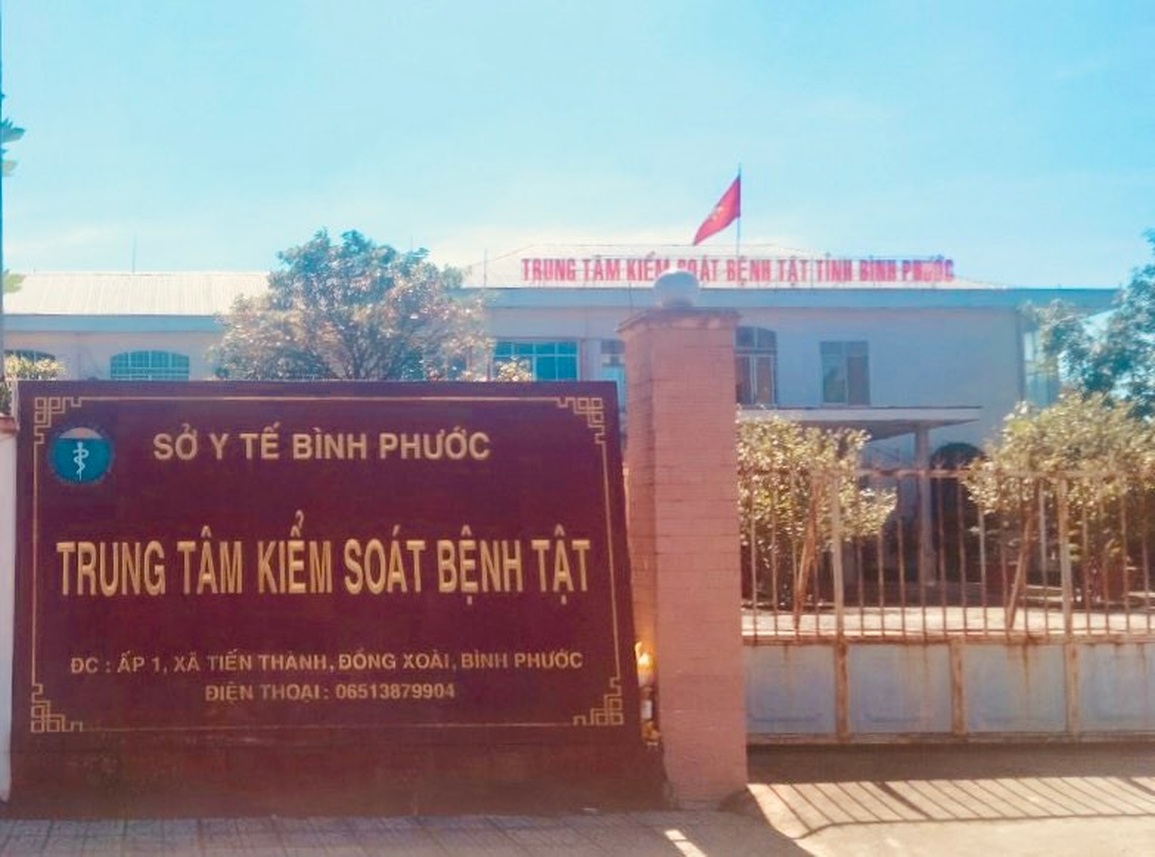 TRUNG TÂM KIỂM SOÁT BỆNH TẬT TỈNH BÌNH PHƯỚC
SỞ Y TẾ BÌNH PHƯỚC
TRUNG TÂM KIỂM SOÁT BỆNH TẬT
ĐC : ẤP 1, XÃ TIẾN THÀNH, ĐỒNG XOÀI, BÌNH PHƯỚC
ĐIỆN THOẠI : 06513879904